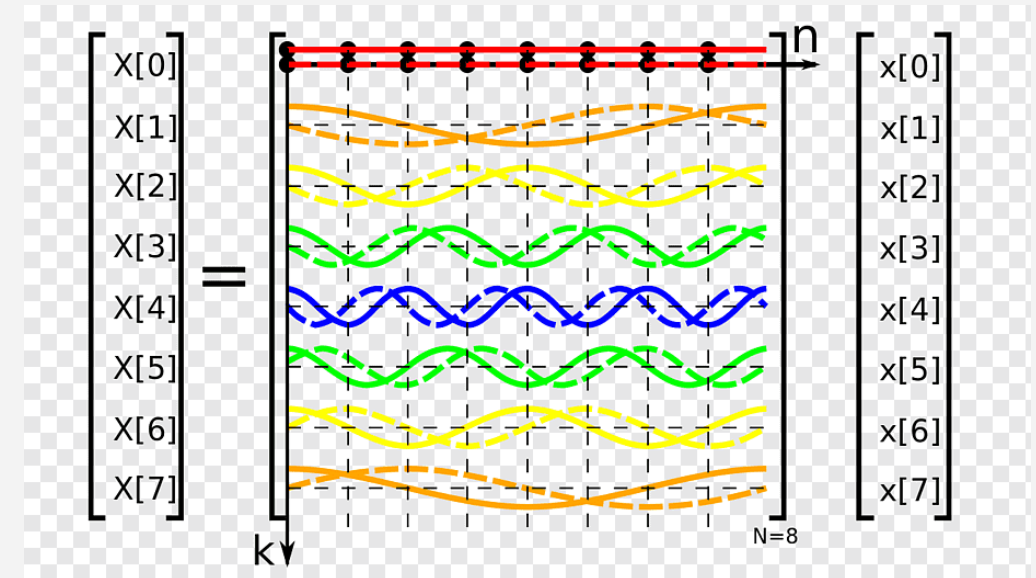 n
X[0] x[0]
X[1] x[1]
X[2] x[2]
X[3] x[3]
=
X[4] x[4]
X[5] x[5]
X[6] x[6]
X[7] x[7]
N=8
k